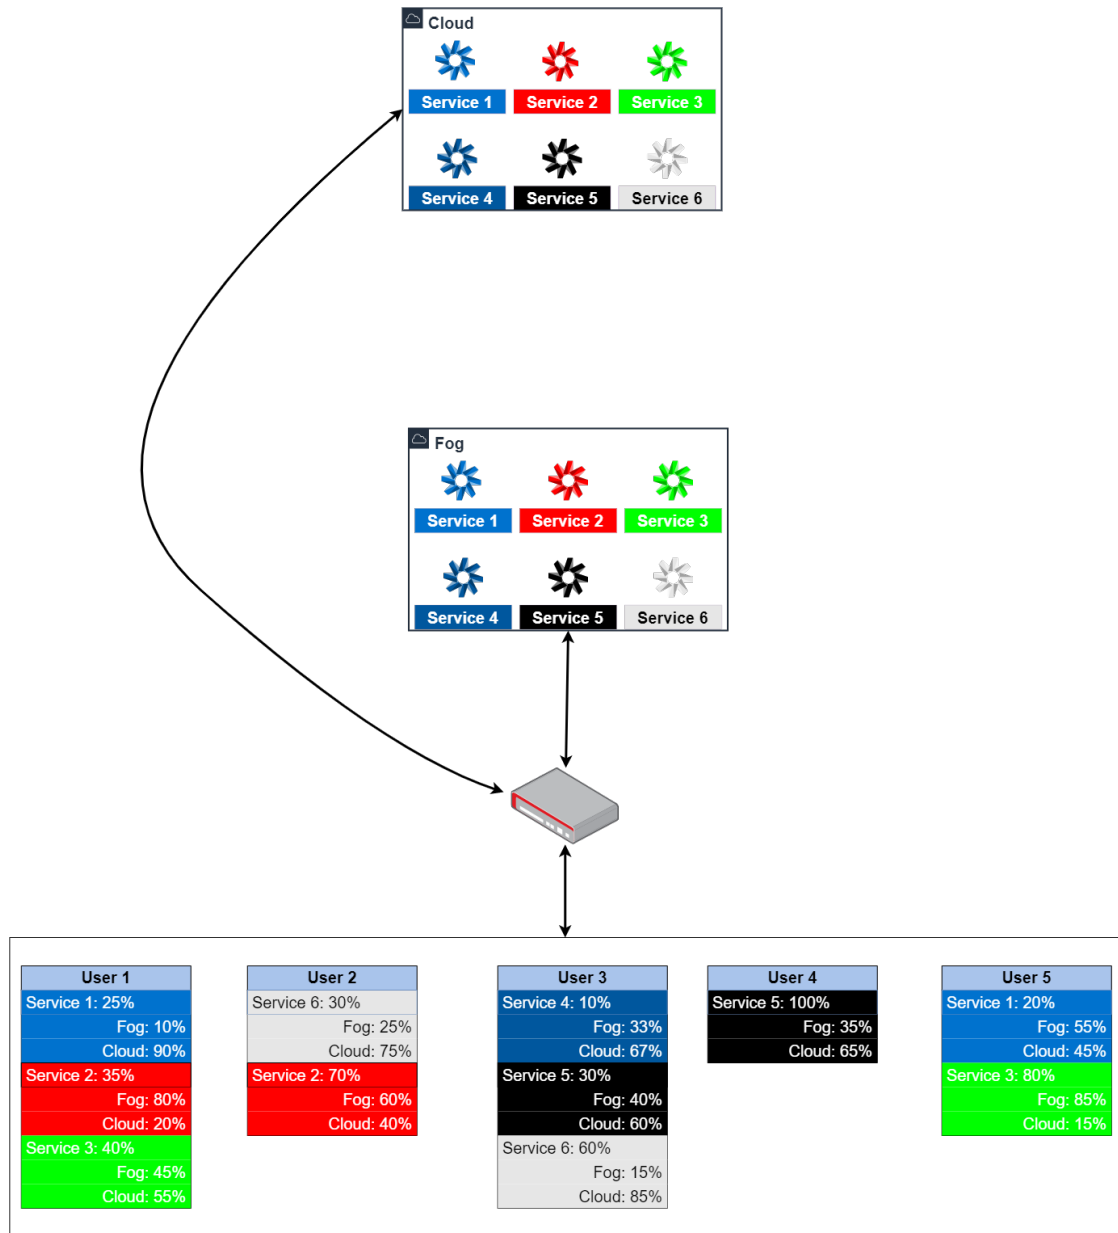 Cloud
Service 1
Service 2
Service 3
Service 4
Service 5
Service 6
Fog
Service 1
Service 2
Service 3
Service 4
Service 5
Service 6
User 1
Service 1: 25%
Fog: 10%
Cloud: 90%
Service 2: 35%
Fog: 80%
Cloud: 20%
Service 3: 40%
Fog: 45%
Cloud: 55%
User 2
Service 6: 30%
Fog: 25%
Cloud: 75%
Service 2: 70%
Fog: 60%
Cloud: 40%
User 3
Service 4: 10%
Fog: 33%
Cloud: 67%
Service 5: 30%
Fog: 40%
Cloud: 60%
Service 6: 60%
Fog: 15%
Cloud: 85%
User 4
Service 5: 100%
Fog: 35%
Cloud: 65%
User 5
Service 1: 20%
Fog: 55%
Cloud: 45%
Service 3: 80%
Fog: 85%
Cloud: 15%